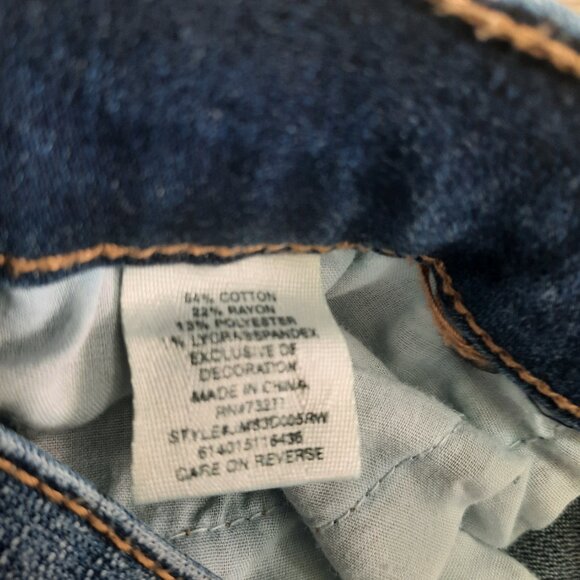 64% COTTON
22% RAYON
13% POLYESTER
1% LYCRA®SPANDEX
EXCLUSIVE OF
DECORATION
MADE IN CHINA
RN#73277
STYLE#
614015116436
CARE ON REVERSE